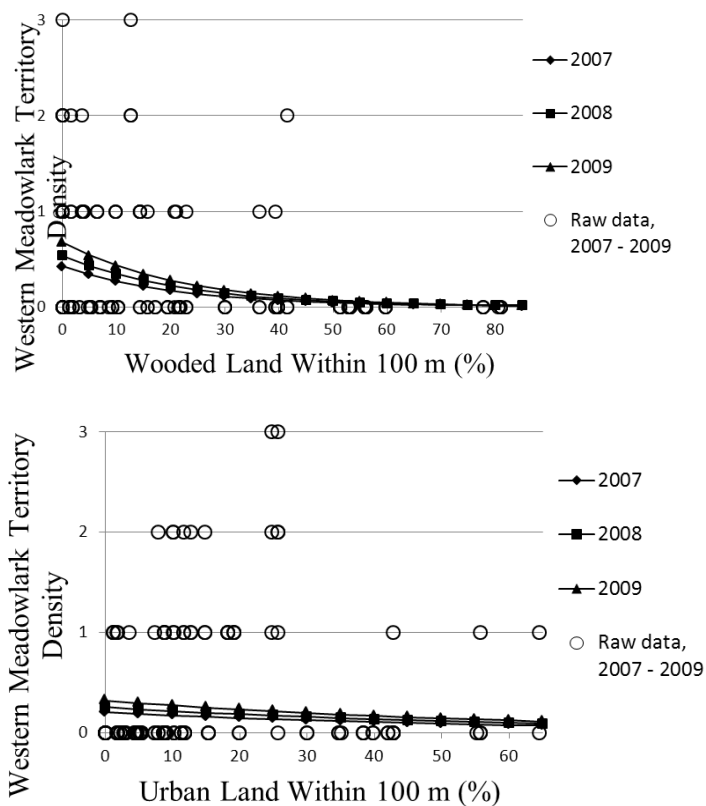 Western Meadowlark Territory
Density
3
2
1
0
0 10 20 30 40 50 60 70 80
Wooded Land Within 100 m (%)
2007
2008
2009
Raw data,
2007 - 2009
Western Meadowlark Territory
Density
3
2
1
0
0 10 20 30 40 50 60
Urban Land Within 100 m (%)
2007
2008
2009
Raw data,
2007 - 2009